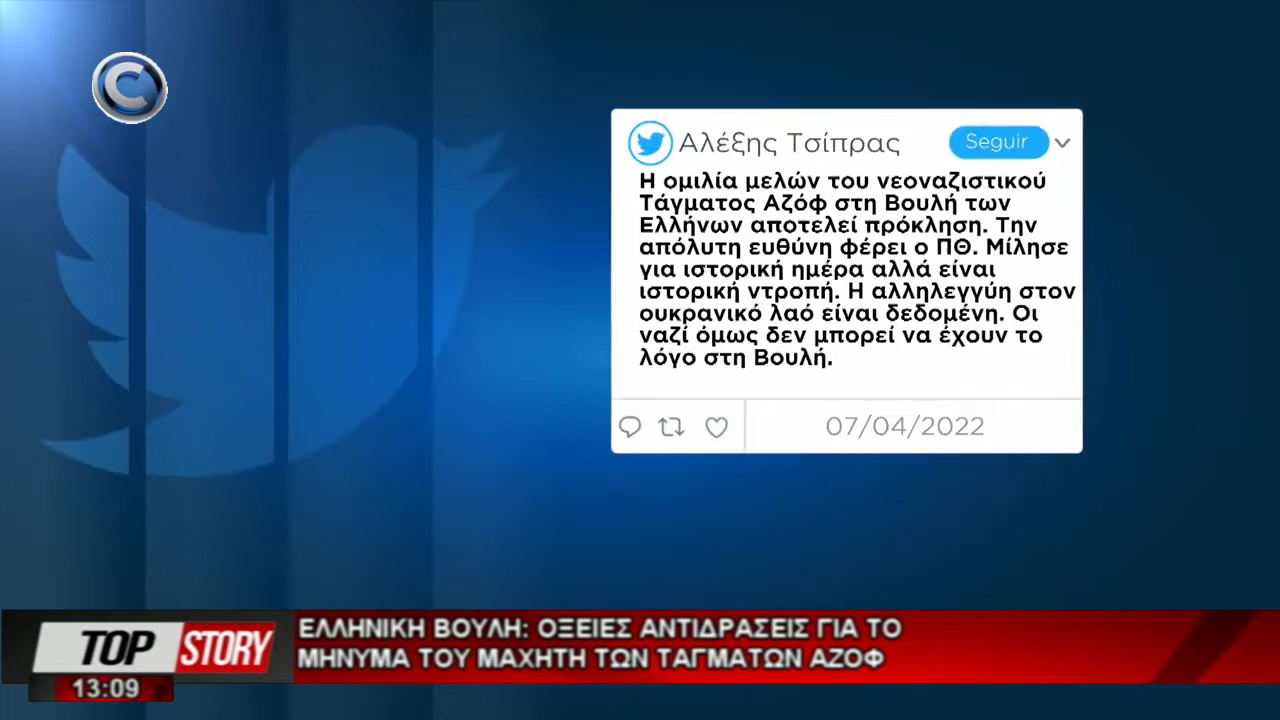 C
Αλέξης Τσίπρας
Seguir
Η ομιλία μελών του νεοναζιστικού
Τάγματος Αζόφ στη Βουλή των
Ελλήνων αποτελεί πρόκληση. Την
απόλυτη ευθύνη φέρει ο ΠΘ. Μίλησε
για ιστορική ημέρα αλλά είναι
ιστορική ντροπή. Η αλληλεγγύη στον
ουκρανικό λαό είναι δεδομένη. Οι
ναζί όμως δεν μπορεί να έχουν το
λόγο στη Βουλή.
07/04/2022
TOP STORY
13:09
ΕΛΛΗΝΙΚΗ ΒΟΥΛΗ: ΟΞΕΙΕΣ ΑΝΤΙΔΡΑΣΕΙΣ ΓΙΑ ΤΟ
ΜΗΝΥΜΑ ΤΟΥ ΜΑΧΗΤΗ ΤΩΝ ΤΑΓΜΑΤΩΝ ΑΖΟΦ